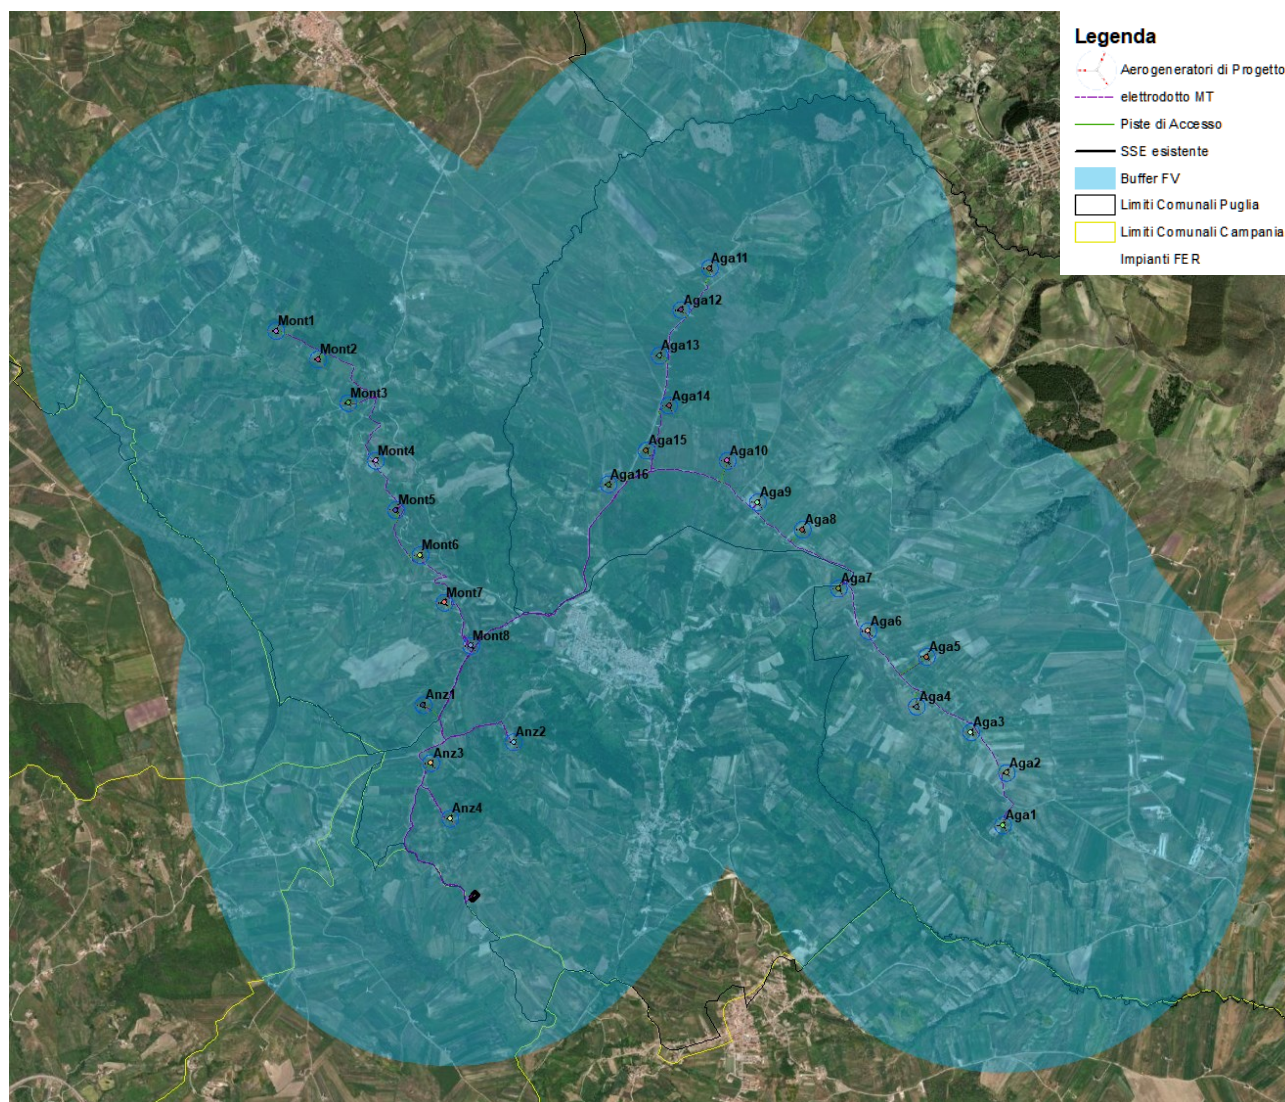 Legenda
Aerogeneratori di Progetto
elettrodotto MT
Piste di Accesso
SSE esistente
Buffer FV
Limiti Comunali Puglia
Limiti Comunali Campania
Impianti FER
Aga11
Aga12
Mont1
Mont2
Aga13
Mont3
Aga14
Aga15
Mont4
Aga10
Aga16
Aga9
Mont5
Aga8
Mont6
Aga7
Mont7
Aga6
Mont8
Aga5
Anz1
Aga4
Aga3
Anz2
Anz3
Aga2
Anz4
Aga1